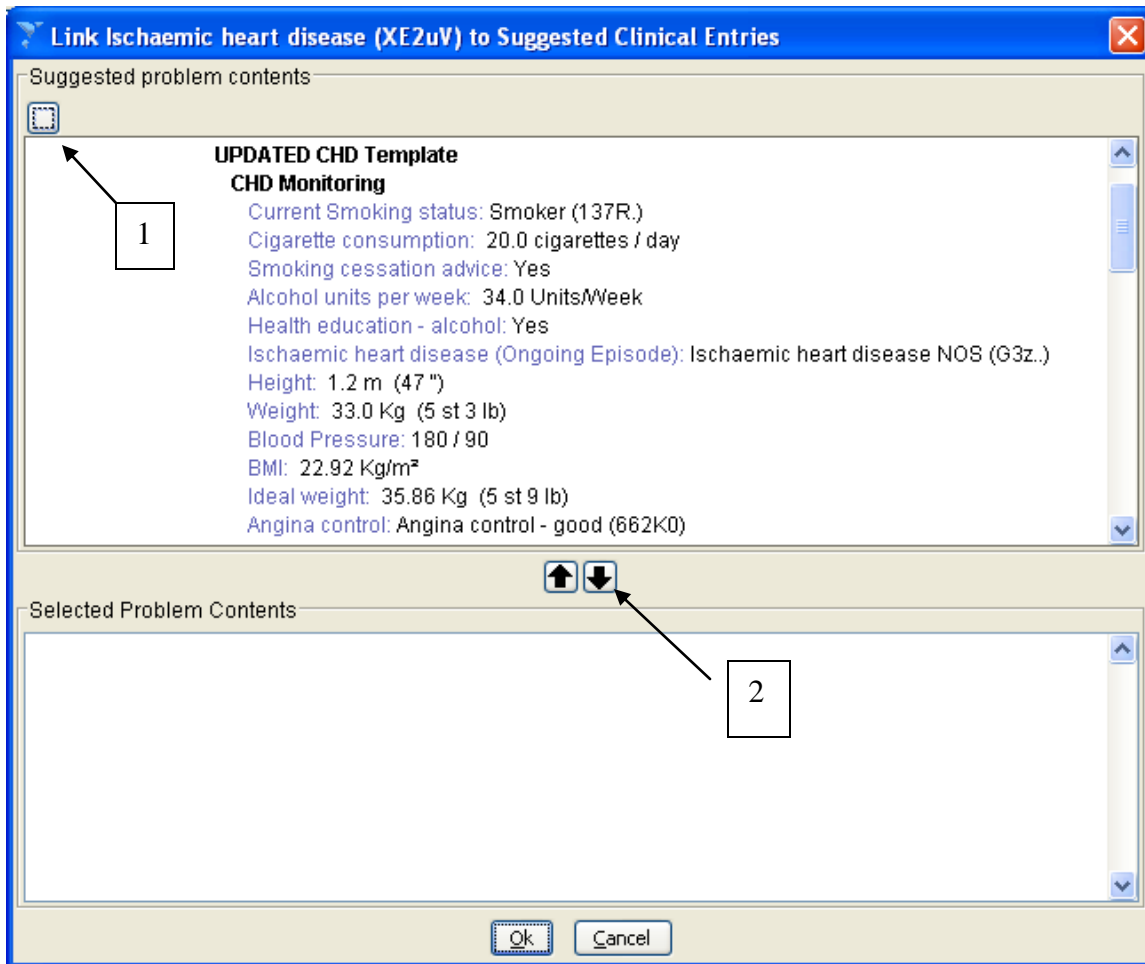 Link Ischaemic heart disease (XE2uV) to Suggested Clinical Entries
Suggested problem contents
UPDATED CHD Template
CHD Monitoring
Current Smoking status: Smoker (137R.)
Cigarette consumption: 20.0 cigarettes / day
Smoking cessation advice: Yes
Alcohol units per week: 34.0 Units/Week
Health education - alcohol: Yes
Ischaemic heart disease (Ongoing Episode): Ischaemic heart disease NOS (G3z..)
Height: 1.2 m (47 ")
Weight: 33.0 Kg (5 st 3 lb)
Blood Pressure: 180 / 90
BMI: 22.92 Kg/m²
Ideal weight: 35.86 Kg (5 st 9 lb)
Angina control: Angina control - good (662K0)
1
Selected Problem Contents
2
Ok Cancel